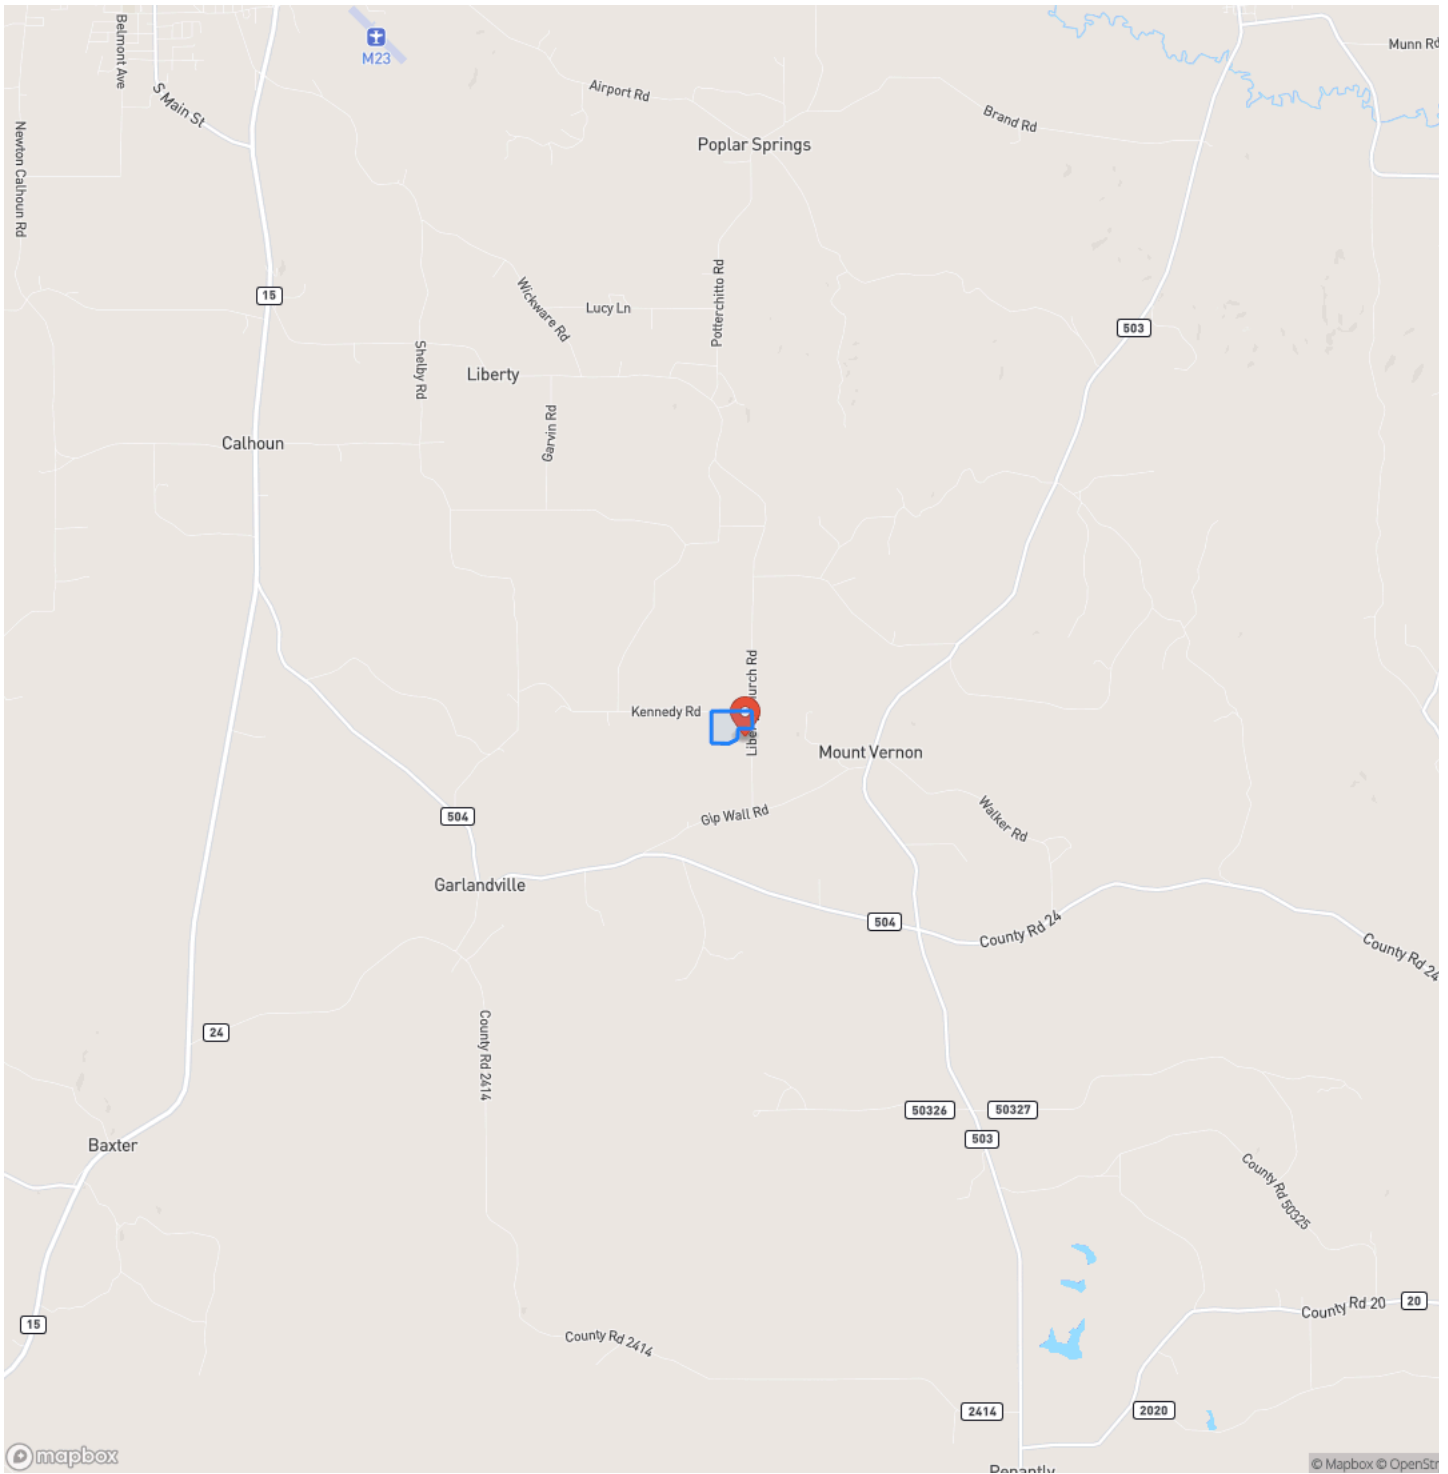 Belmont Ave
M23
Munn Rd
S Main St
Airport Rd
Brand Rd
Newton Calhoun Rd
Poplar Springs
Wickware Rd
Potterchitto Rd
15
Lucy Ln
503
Shelby Rd
Liberty
Garvin Rd
Calhoun
Kennedy Rd
Mount Vernon
Walker Rd
504
Gip Wall Rd
Garlandville
504
County Rd 24
County Rd 24
24
County Rd 2414
50326
50327
503
Baxter
County Rd 50325
15
County Rd 20
20
County Rd 2414
2414
2020
mapbox
© Mapbox © OpenStr